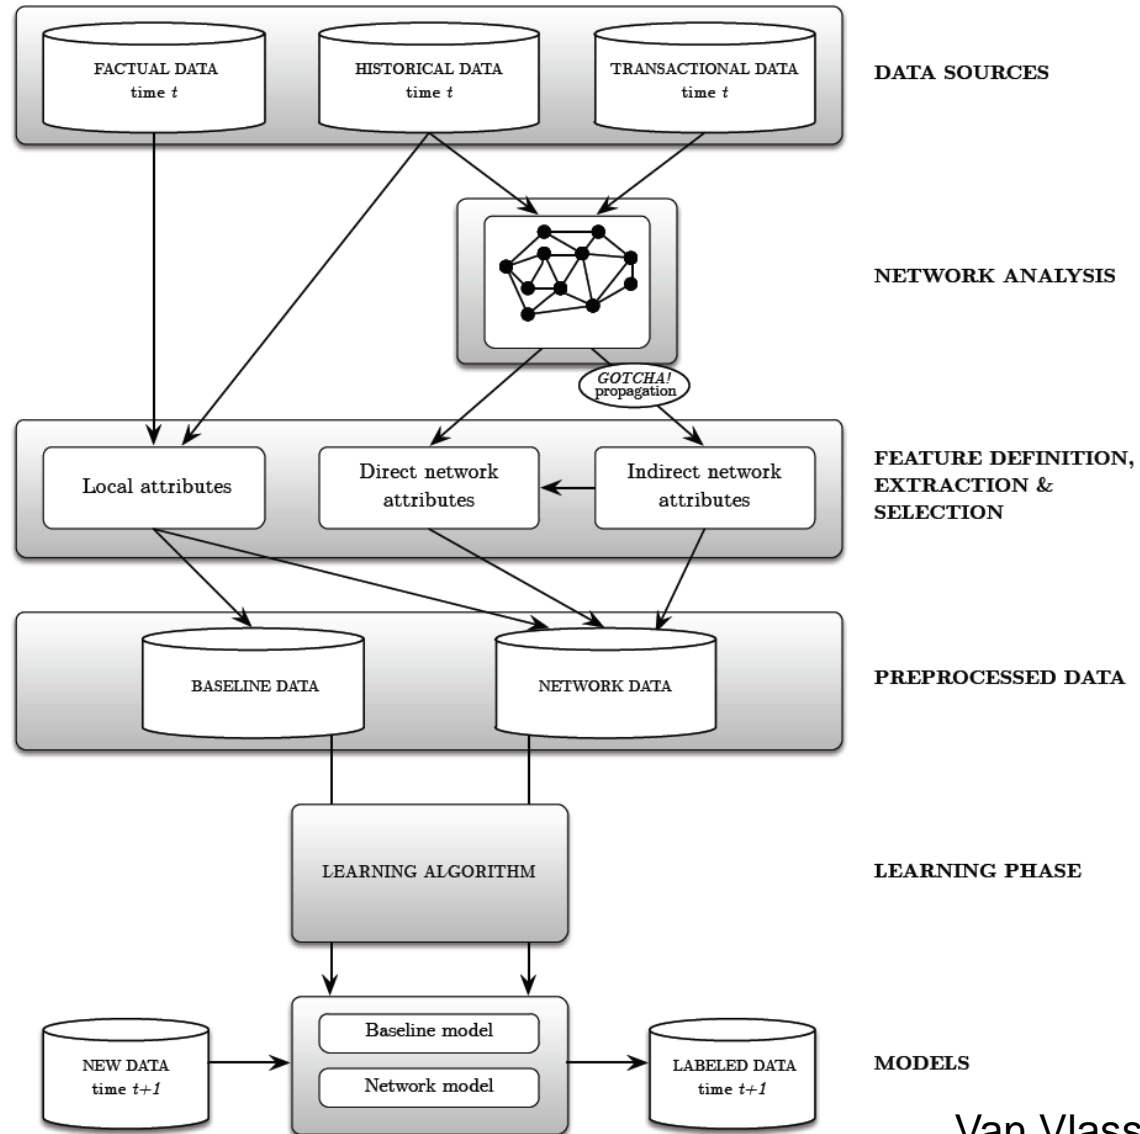 FACTUAL DATA
time t
HISTORICAL DATA
time t
TRANSACTIONAL DATA
time t
DATA SOURCES
NETWORK ANALYSIS
GOTCHA!
propagation
Local attributes
Direct network
attributes
Indirect network
attributes
FEATURE DEFINITION,
EXTRACTION &
SELECTION
BASELINE DATA
NETWORK DATA
PREPROCESSED DATA
LEARNING ALGORITHM
LEARNING PHASE
NEW DATA
time t+1
Baseline model
Network model
LABELED DATA
time t+1
MODELS
Van Vlass